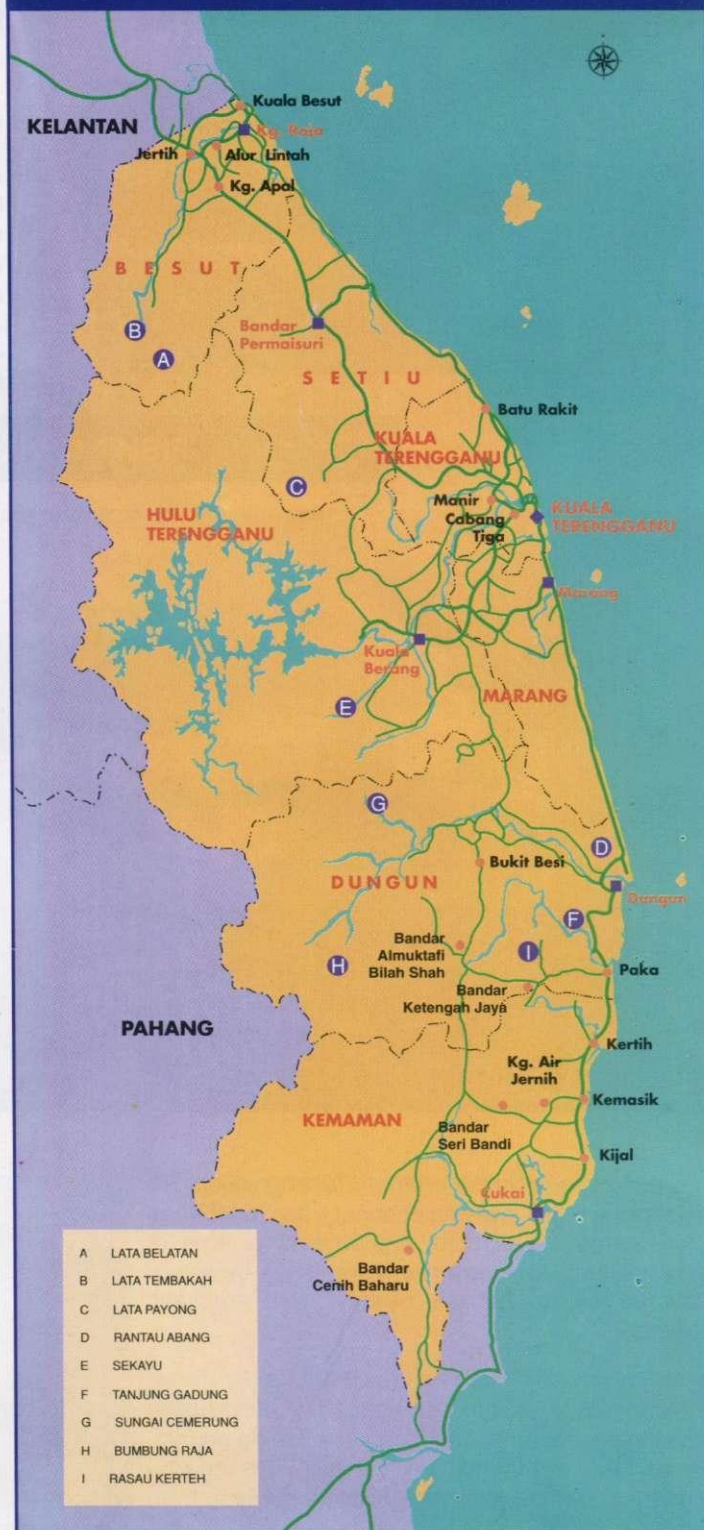 Kuala Besut
KELANTAN
Kg. Raja
Jertih
Alur Lintah
Kg. Apal
BESUT
B
A
Bandar
Permaisuri
SETIU
Batu Rakit
KUALA
TERENGGANU
C
Manir
Cabang
Tiga
KUALA
TERENGGANU
HULU
TERENGGANU
Marang
Kuala
Berang
E
MARANG
G
D
Bukit Besi
DUNGUN
Dungun
F
Bandar
Almuktafi
Bilah Shah
I
H
Paka
Bandar
Ketengah Jaya
PAHANG
Kertih
Kg. Air
Jernih
Kemasik
KEMAMAN
Bandar
Seri Bandi
Kijal
Cukai
Bandar
Cenih Baharu
A LATA BELATAN
B LATA TEMBAKAH
C LATA PAYONG
D RANTAU ABANG
E SEKAYU
F TANJUNG GADUNG
G SUNGAI CEMERUNG
H BUMBUNG RAJA
I RASAU KERTEH